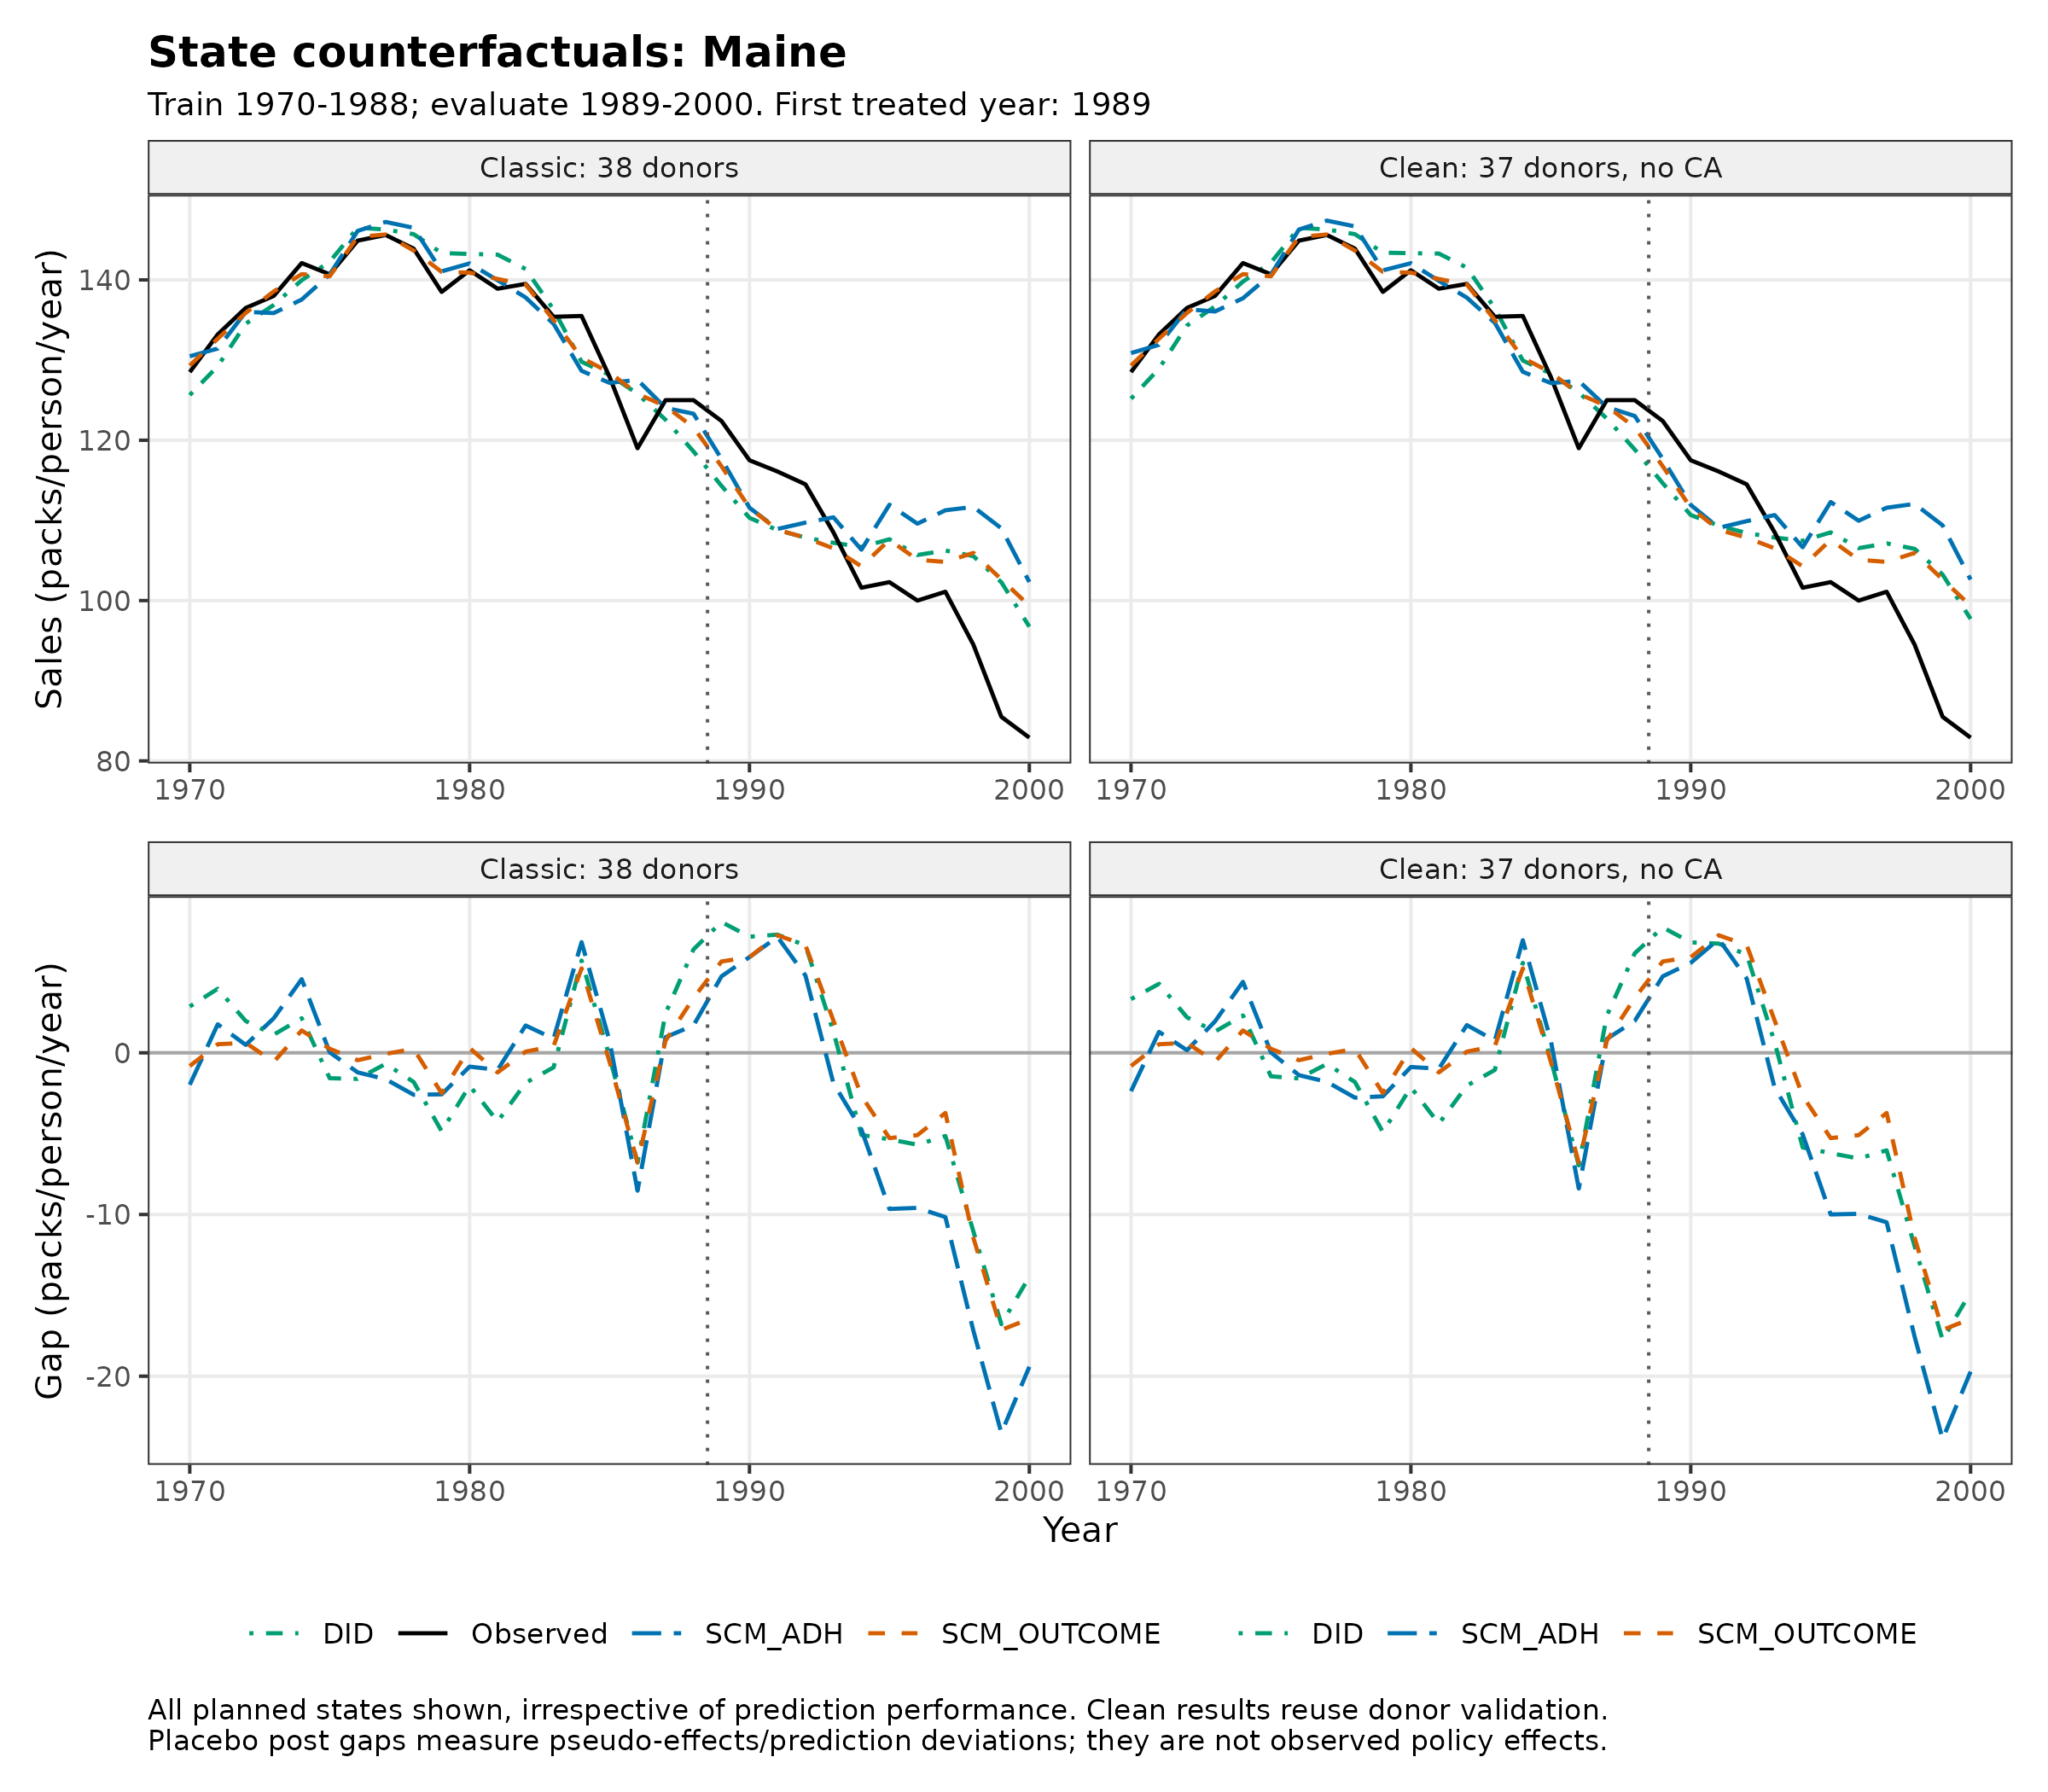 State counterfactuals: Maine
Train 1970-1988; evaluate 1989-2000. First treated year: 1989
Classic: 38 donors
Clean: 37 donors, no CA
Sales (packs/person/year)
140
120
100
80
1970
1980
1990
2000
1970
1980
1990
2000
Classic: 38 donors
Clean: 37 donors, no CA
Gap (packs/person/year)
0
-10
-20
1970
1980
1990
2000
1970
1980
1990
2000
Year
DID
Observed
SCM_ADH
SCM_OUTCOME
DID
SCM_ADH
SCM_OUTCOME
All planned states shown, irrespective of prediction performance. Clean results reuse donor validation.
Placebo post gaps measure pseudo-effects/prediction deviations; they are not observed policy effects.